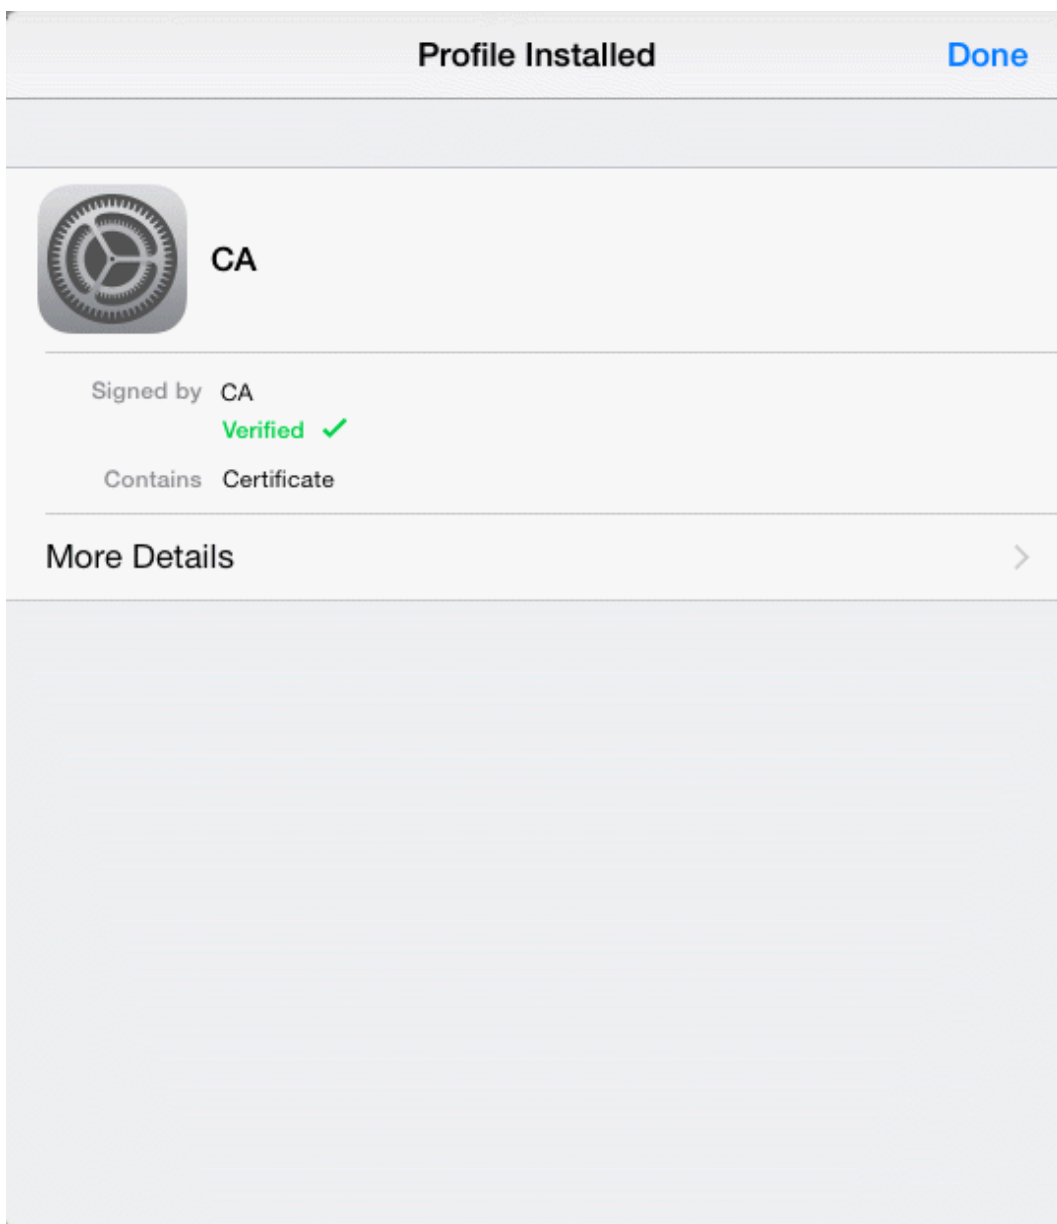 Profile Installed Done
CA
Signed by CA
Verified
Contains Certificate
More Details